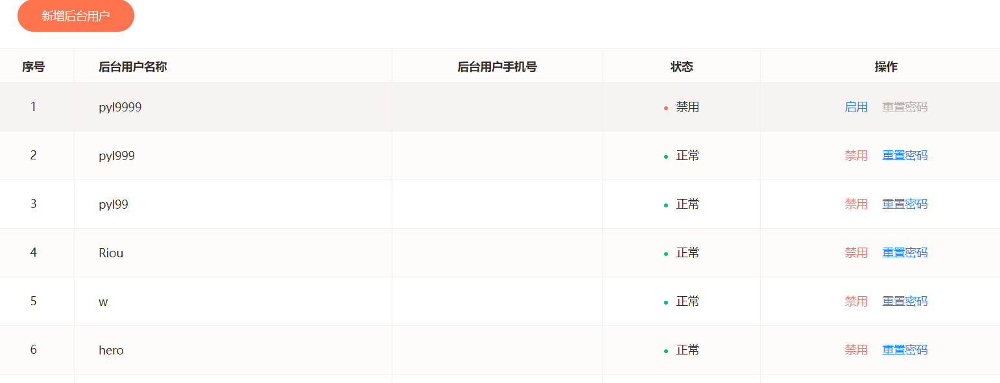 新增后台用户
序号 后台用户名称 后台用户手机号 状态 操作
1 pyl9999 禁用 启用 重置密码
2 pyl999 正常 禁用 重置密码
3 pyl99 正常 禁用 重置密码
4 Riou 正常 禁用 重置密码
5 w 正常 禁用 重置密码
6 hero 正常 禁用 重置密码